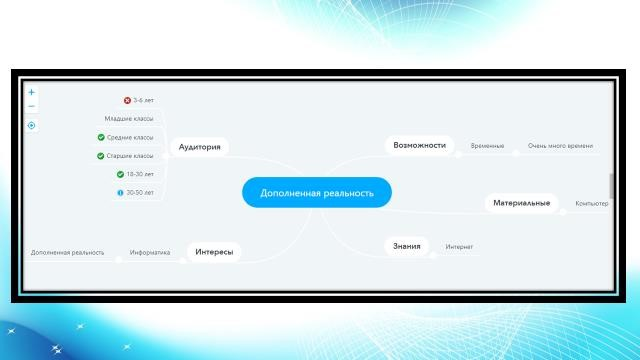 3-6 лет
Младшие классы
Средние классы
Старшие классы
18-30 лет
30-50 лет
Аудитория
Возможности
Временные
Очень много времени
Дополненная реальность
Материальные
Компьютер
Знания
Интернет
Дополненная реальность
Информатика
Интересы